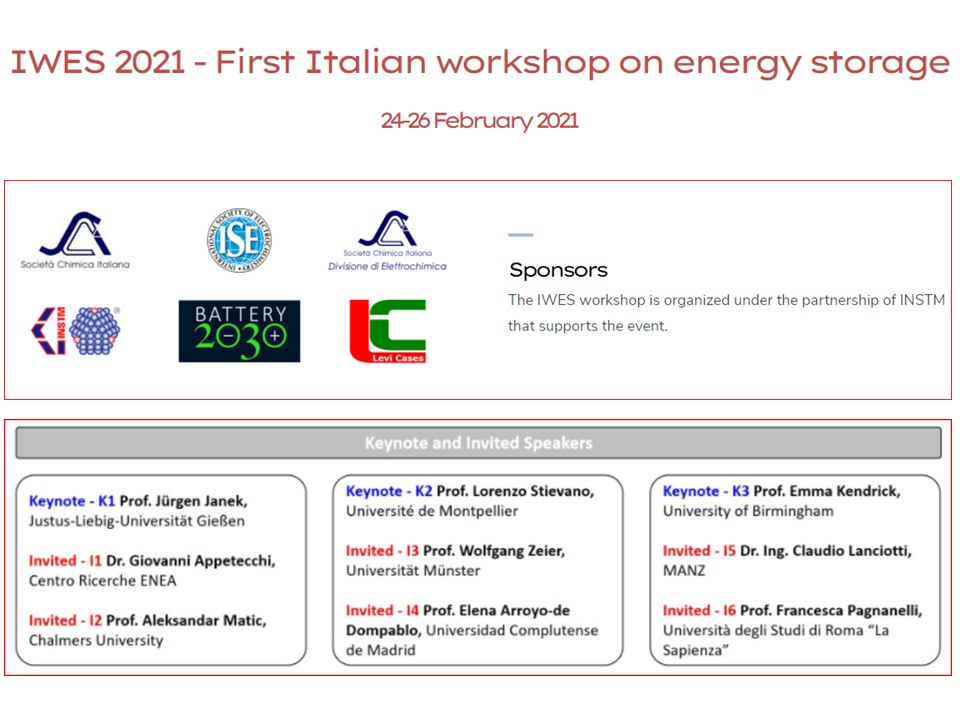 IWES 2021 - First Italian workshop on energy storage
24-26 February 2021
Società Chimica Italiana
INTERNATIONAL SOCIETY OF ELECTROCHEMISTRY
ISE
Società Chimica Italiana
Divisione di Elettrochimica
INSTM
®
BATTERY
2030
- +
LC
Levi Cases
Sponsors
The IWES workshop is organized under the partnership of INSTM
that supports the event.
Keynote and Invited Speakers
Keynote - K1 Prof. Jürgen Janek,
Justus-Liebig-Universität Gießen
Invited - I1 Dr. Giovanni Appetecchi,
Centro Ricerche ENEA
Invited - I2 Prof. Aleksandar Matic,
Chalmers University
Keynote - K2 Prof. Lorenzo Stievano,
Université de Montpellier
Invited - I3 Prof. Wolfgang Zeier,
Universität Münster
Invited - I4 Prof. Elena Arroyo-de
Dompablo, Universidad Complutense
de Madrid
Keynote - K3 Prof. Emma Kendrick,
University of Birmingham
Invited - I5 Dr. Ing. Claudio Lanciotti,
MANZ
Invited - I6 Prof. Francesca Pagnanelli,
Università degli Studi di Roma “La
Sapienza”